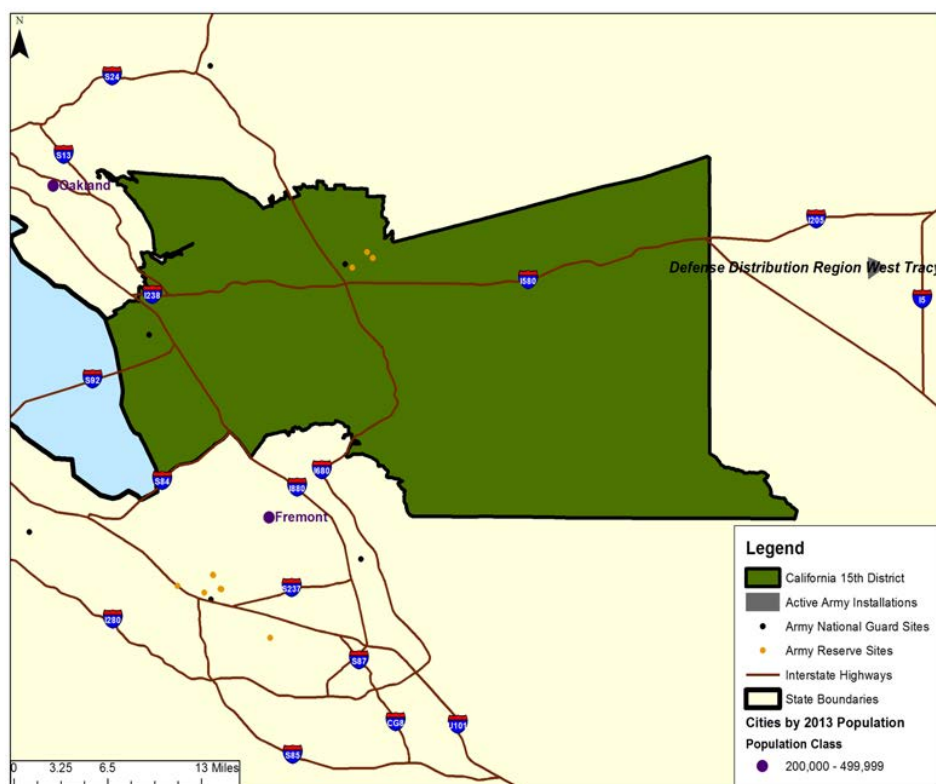 N
S24
S13
Oakland
I205
Defense Distribution Region West Tracy
I580
I238
I5
S92
I680
S84
I880
Fremont
S237
I280
S87
CG8
U101
S85
0 3.25 6.5 13 Miles
Legend
California 15th District
Active Army Installations
Army National Guard Sites
Army Reserve Sites
Interstate Highways
State Boundaries
Cities by 2013 Population
Population Class
200,000 - 499,999